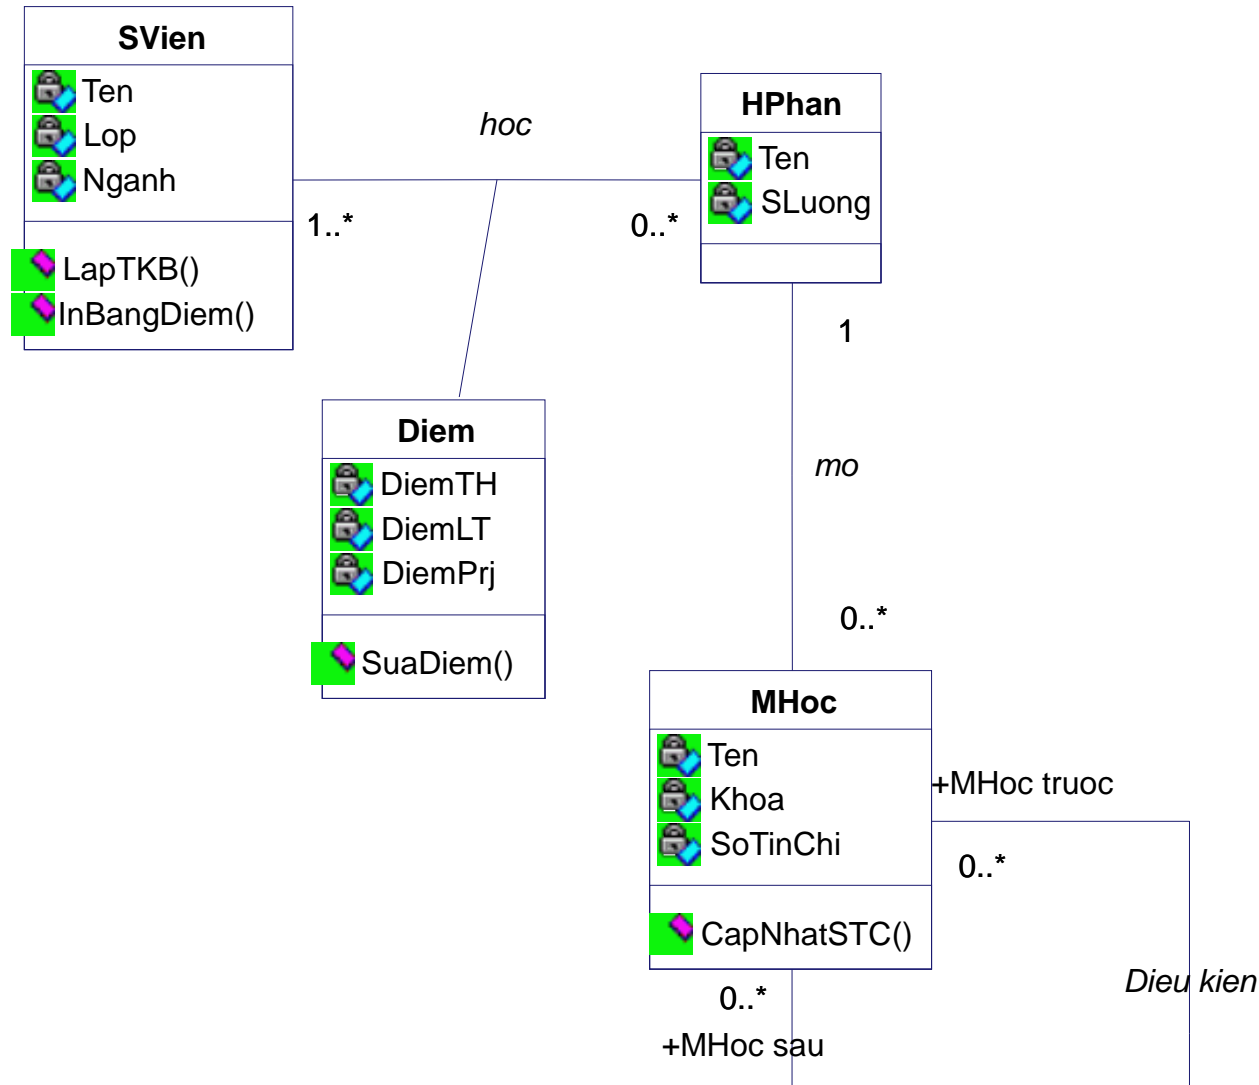 SVien
Ten
Lop
Nganh
LapTKB()
InBangDiem()
hoc
1..*
0..*
HPhan
Ten
SLuong
1
mo
0..*
Diem
DiemTH
DiemLT
DiemPrj
SuaDiem()
MHoc
Ten
Khoa
SoTinChi
CapNhatSTC()
+MHoc truoc
0..*
Dieu kien
0..*
+MHoc sau